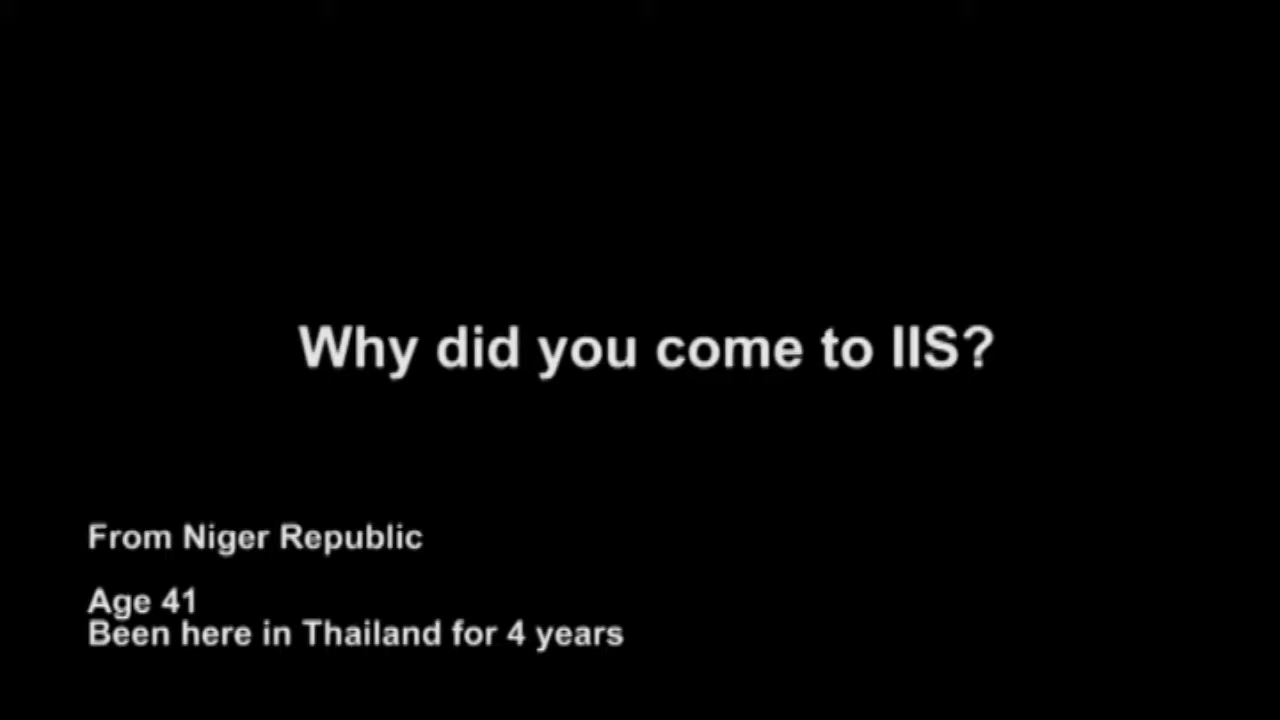 Why did you come to IIS?
From Niger Republic
Age 41
Been here in Thailand for 4 years